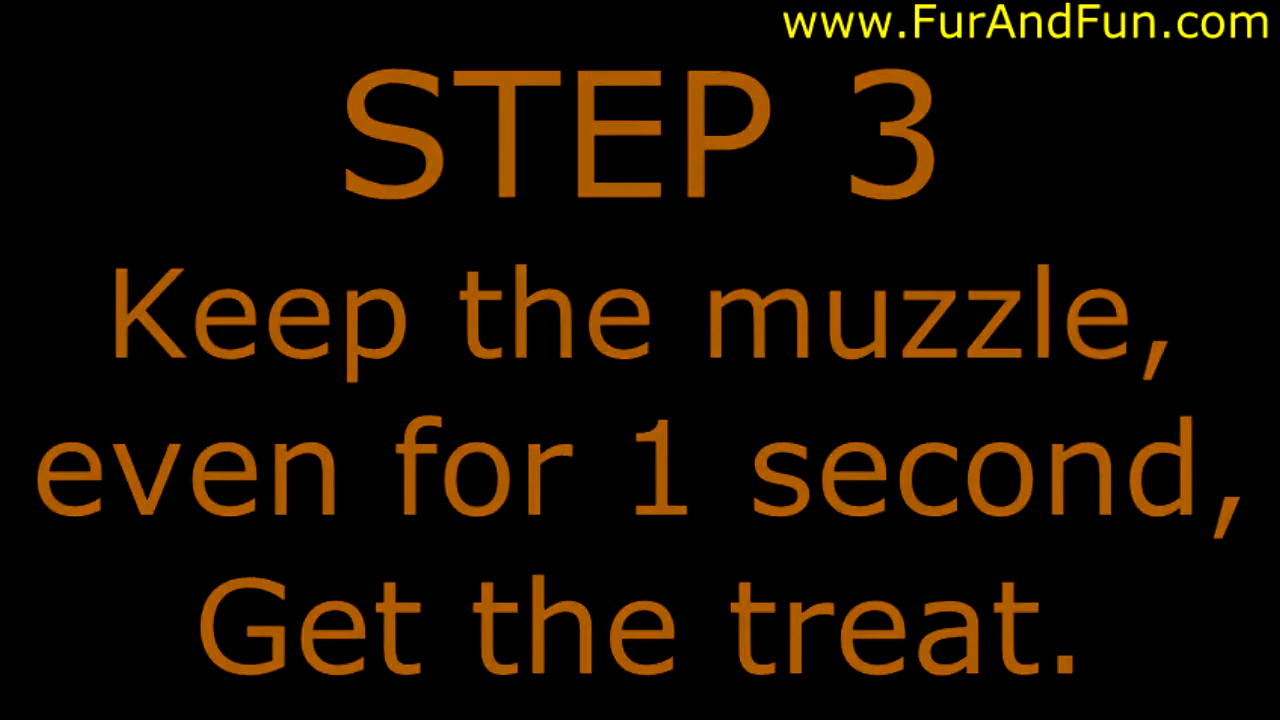 www.FurAndFun.com
STEP 3
Keep the muzzle,
even for 1 second,
Get the treat.